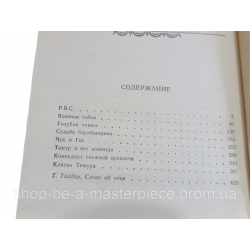 СОДЕРЖАНИЕ
Р.В.С.
Военная тайна
Голубая чашка
Судьба барабанщика
Чук и Гек
Тимур и его команда
Комендант снежной крепости
Клятва Тимура
Т. Гайдар. Слово об отце
shop-be-a-masterpiece.prom.ua